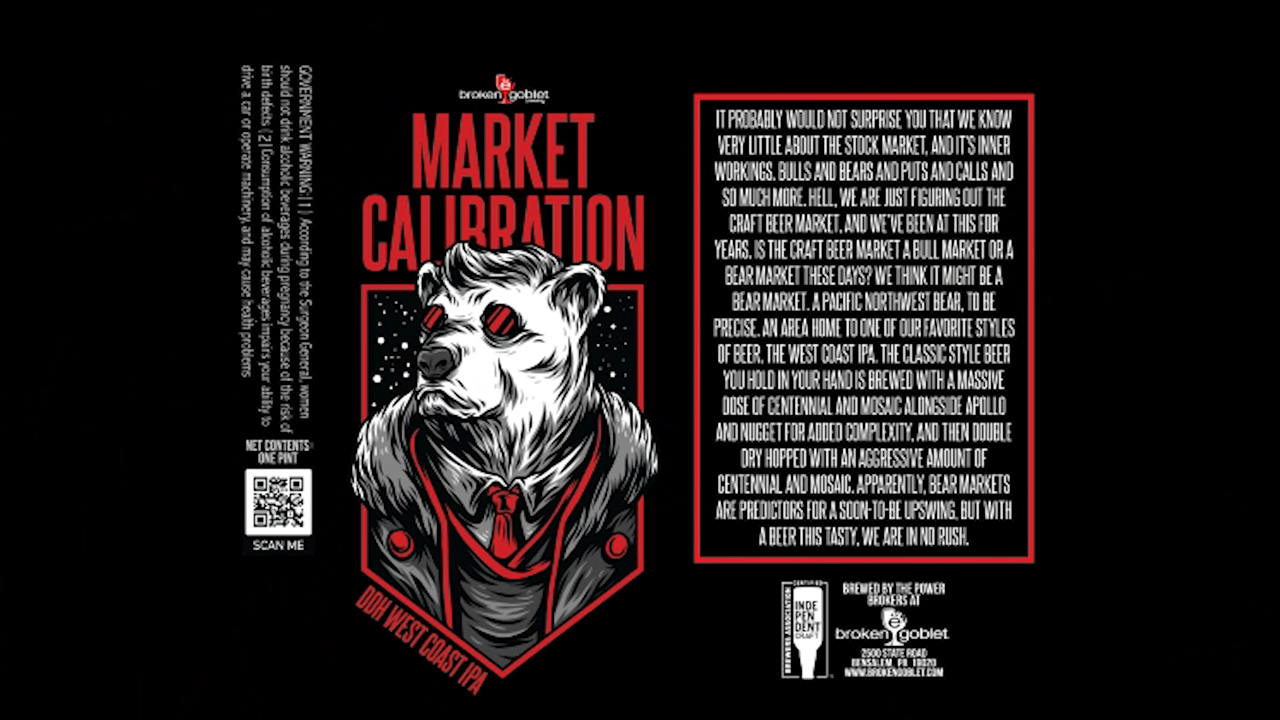 GOVERNMENT WARNING: ( 1 ) According to the Surgeon General, women
should not drink alcoholic beverages during pregnancy because of the risk of
birth defects ( 2 ) Consumption of alcoholic beverages impairs your ability to
drive a car or operate machinery, and may cause health problems
NET CONTENTS:
ONE PINT
SCAN ME
broken goblet
MARKET
CALIBRATION
DDH WEST COAST IPA
IT PROBABLY WOULD NOT SURPRISE YOU THAT WE KNOW
VERY LITTLE ABOUT THE STOCK MARKET, AND IT'S INNER
WORKINGS. BULLS AND BEARS AND PUTS AND CALLS AND
SO MUCH MORE. HELL, WE ARE JUST FIGURING OUT THE
CRAFT BEER MARKET, AND WE'VE BEEN AT THIS FOR
YEARS. IS THE CRAFT BEER MARKET A BULL MARKET OR A
BEAR MARKET THESE DAYS? WE THINK IT MIGHT BE A
BEAR MARKET. A PACIFIC NORTHWEST BEAR, TO BE
PRECISE. AN AREA HOME TO ONE OF OUR FAVORITE STYLES
OF BEER, THE WEST COAST IPA. THE CLASSIC STYLE BEER
YOU HOLD IN YOUR HAND IS BREWED WITH A MASSIVE
DOSE OF CENTENNIAL AND MOSAIC ALONGSIDE APOLLO
AND NUGGET FOR ADDED COMPLEXITY, AND THEN DOUBLE
DRY HOPPED WITH AN AGGRESSIVE AMOUNT OF
CENTENNIAL AND MOSAIC. APPARENTLY, BEAR MARKETS
ARE PREDICTORS FOR A SOON-TO-BE UPSWING, BUT WITH
A BEER THIS TASTY, WE ARE IN NO RUSH.
CERTIFIED
BREWERS ASSOCIATION
INDE
PEN
DENT
CRAFT
BREWED BY THE POWER
BROKERS AT
broken goblet
2500 STATE ROAD
BENSALEM, PA 19020
WWW.BROKENGOBLET.COM